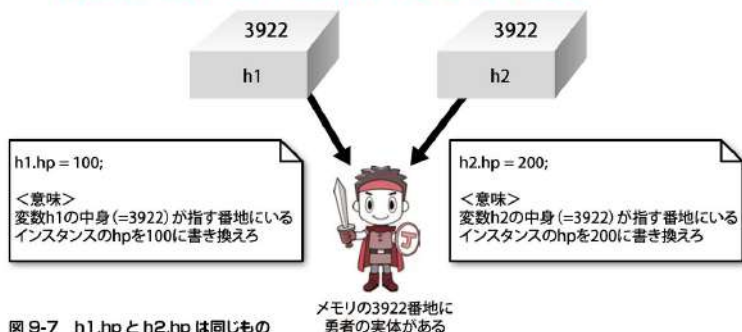 3922
h1
3922
h2
h1.hp = 100;
<意味>
変数h1の中身(=3922)が指す番地にいる
インスタンスのhpを100に書き換えろ
h2.hp = 200;
<意味>
変数h2の中身(=3922)が指す番地にいる
インスタンスのhpを200に書き換えろ
J
メモリの3922番地に
勇者の実体がある
図 9-7 h1.hp と h2.hp は同じもの